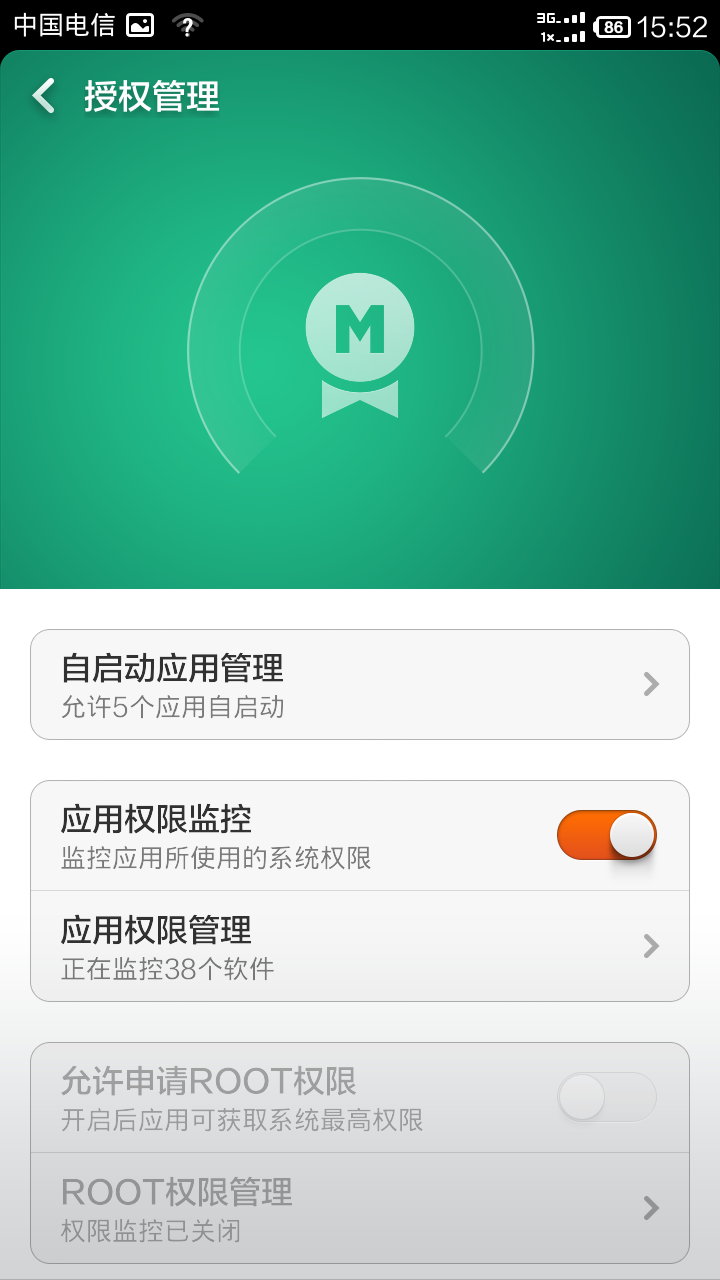 中国电信
3G
1×
86
15:52
授权管理
M
自启动应用管理
允许5个应用自启动
应用权限监控
监控应用所使用的系统权限
应用权限管理
正在监控38个软件
允许申请ROOT权限
开启后应用可获取系统最高权限
ROOT权限管理
权限监控已关闭